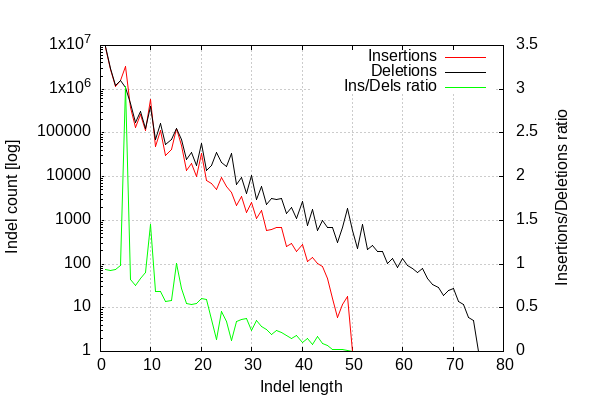 1x10^7
1x10^6
100000
10000
1000
100
10
1
Indel count [log]
Insertions
Deletions
Ins/Dels ratio
3.5
3
2.5
2
1.5
1
0.5
0
Insertions/Deletions ratio
0 10 20 30 40 50 60 70 80
Indel length